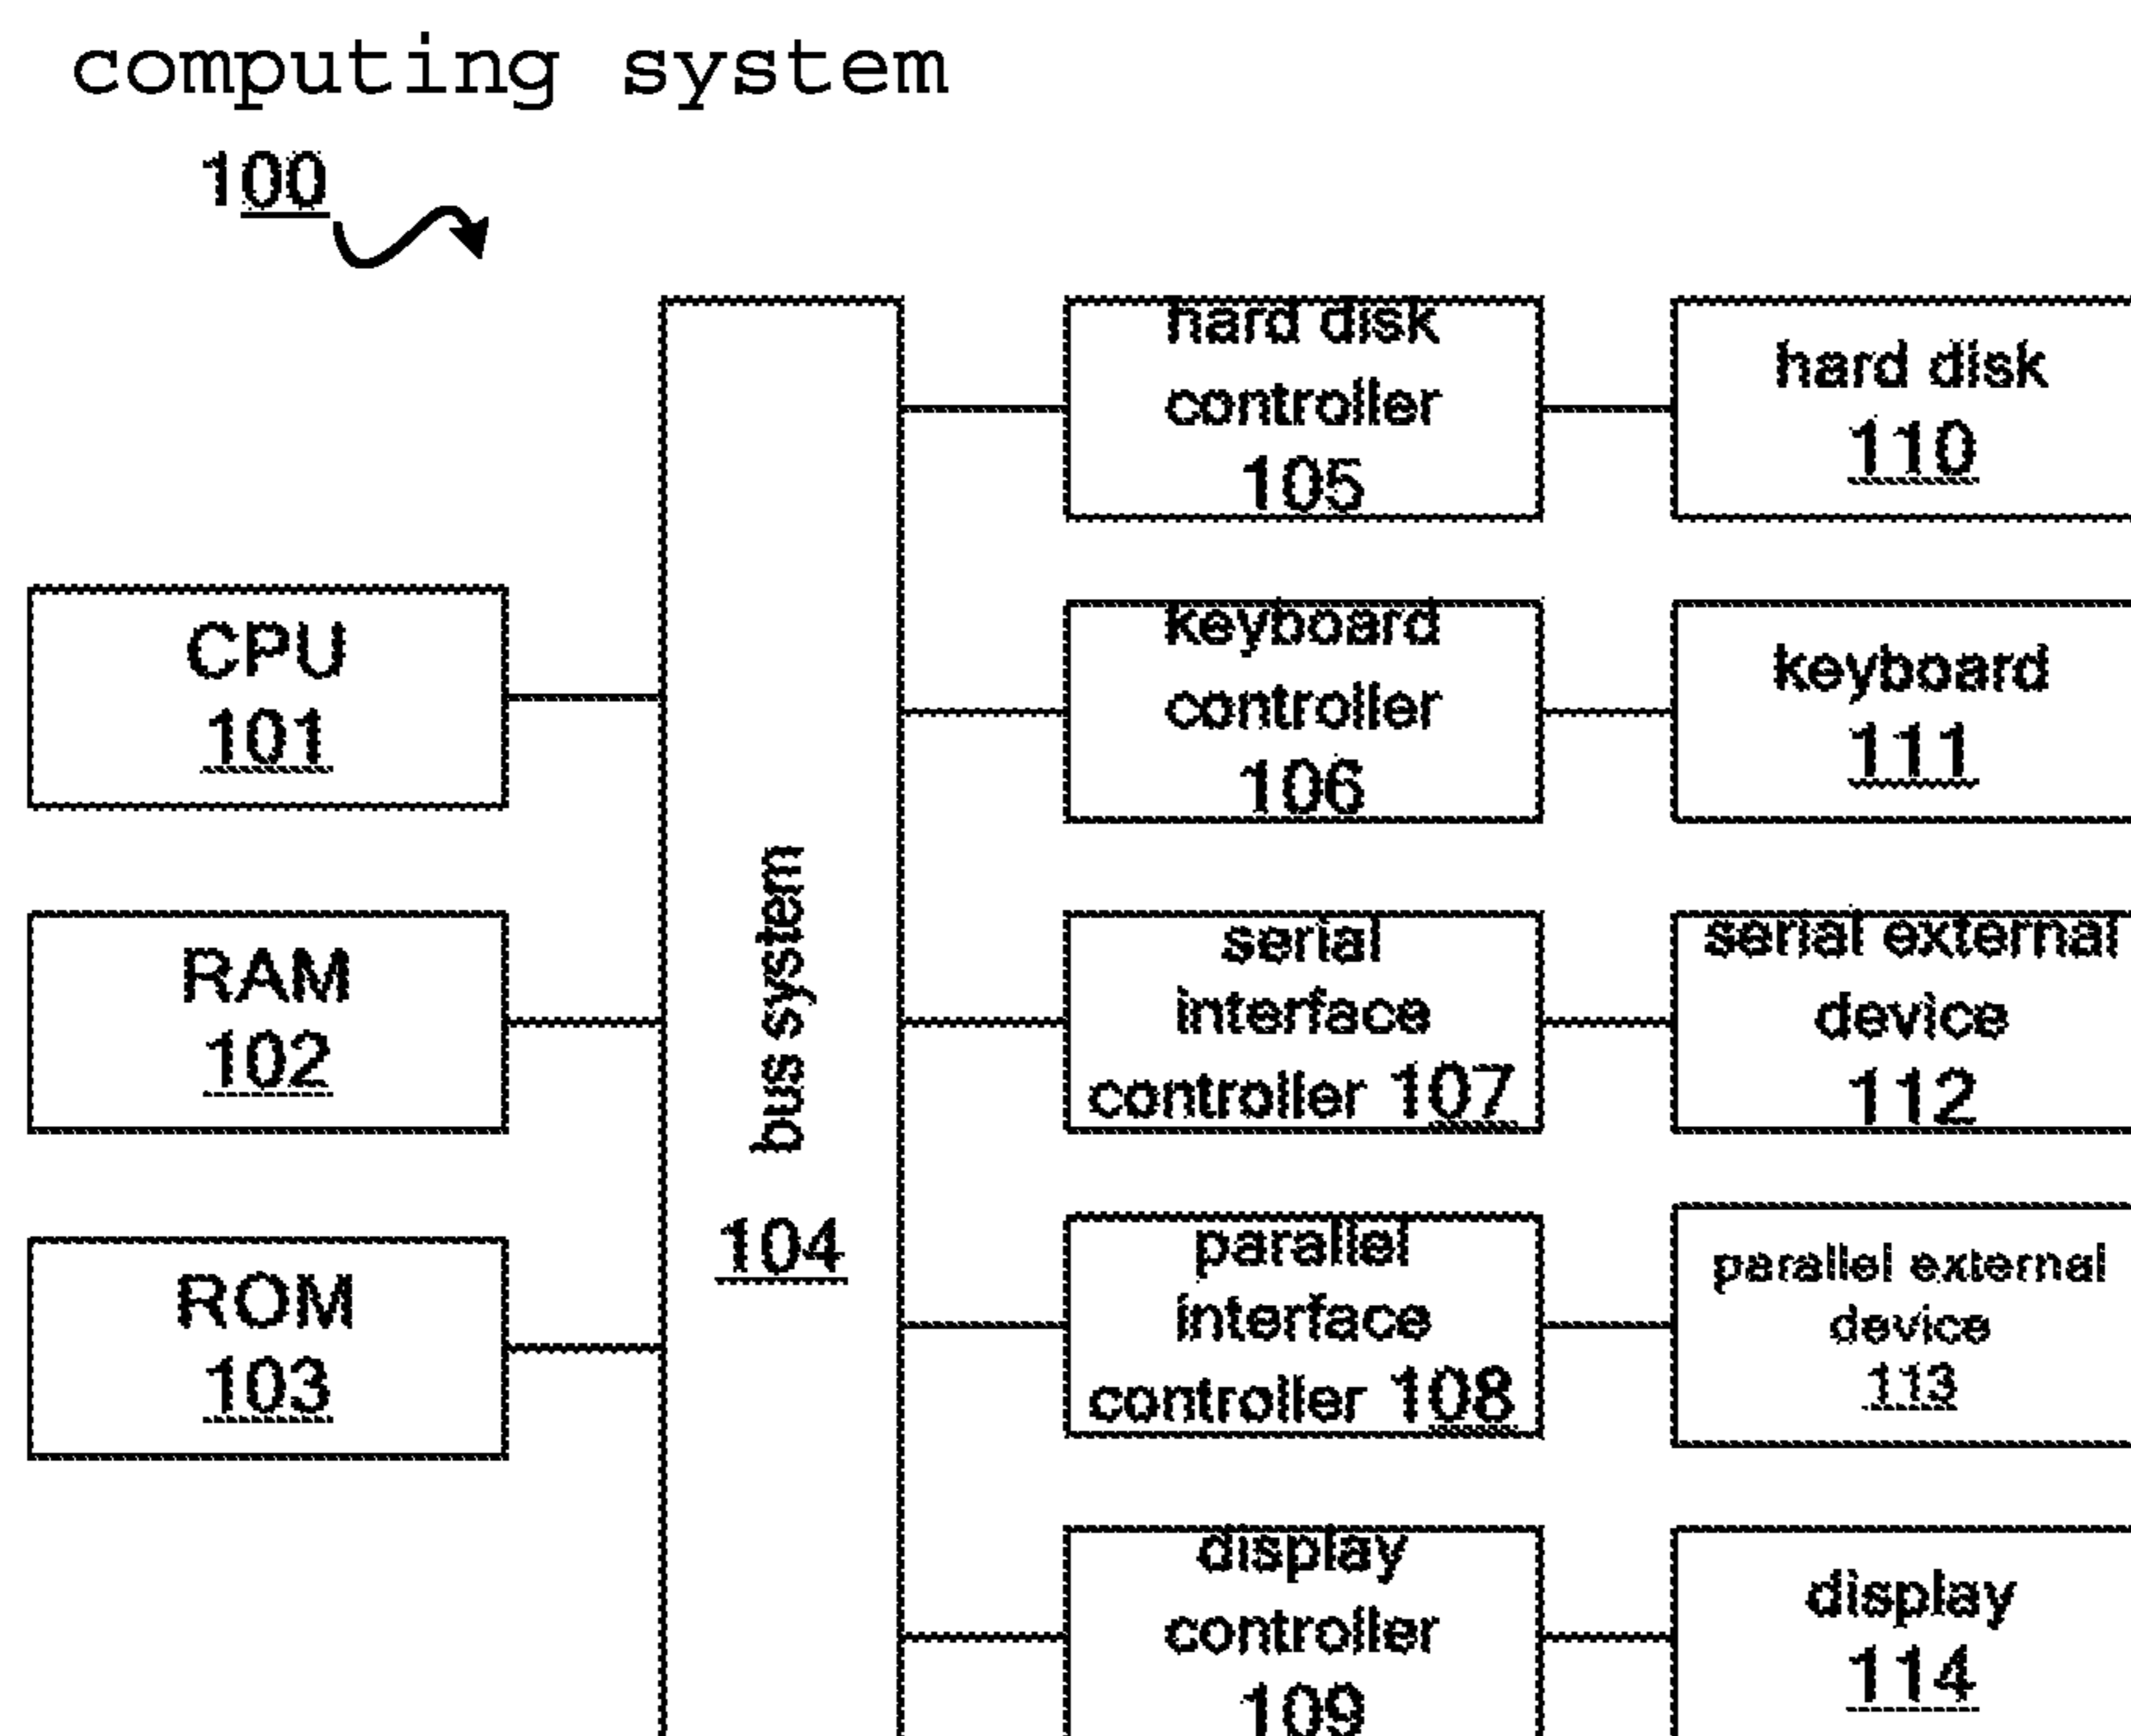 computing system
100
hard disk
controller
105
hard disk
110
CPU
101
keyboard
controller
106
keyboard
111
RAM
102
bus system
104
serial
interface
controller 107
serial external
device
112
ROM
103
parallel
interface
controller 108
parallel external
device
113
display
controller
109
display
114